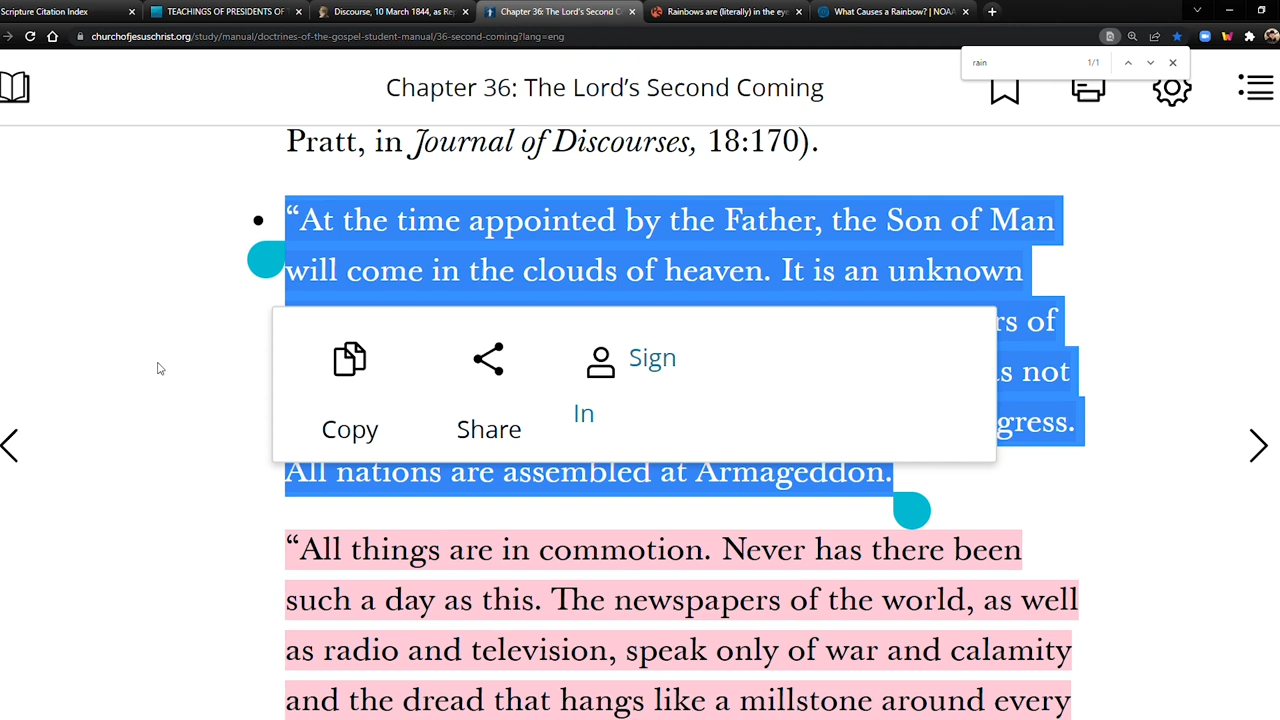 Scripture Citation Index
TEACHINGS OF PRESIDENTS OF T
Discourse, 10 March 1844, as Rep
Chapter 36: The Lord's Second C
Rainbows are (literally) in the eye
What Causes a Rainbow? | NOAA
churchofjesuschrist.org/study/manual/doctrines-of-the-gospel-student-manual/36-second-coming?lang=eng
rain 1/1
Chapter 36: The Lord's Second Coming
Pratt, in Journal of Discourses, 18:170).
• “At the time appointed by the Father, the Son of Man
will come in the clouds of heaven. It is an unknown
rs of
s not
gress.
Copy
Share
Sign
In
All nations are assembled at Armageddon.
“All things are in commotion. Never has there been
such a day as this. The newspapers of the world, as well
as radio and television, speak only of war and calamity
and the dread that hangs like a millstone around every